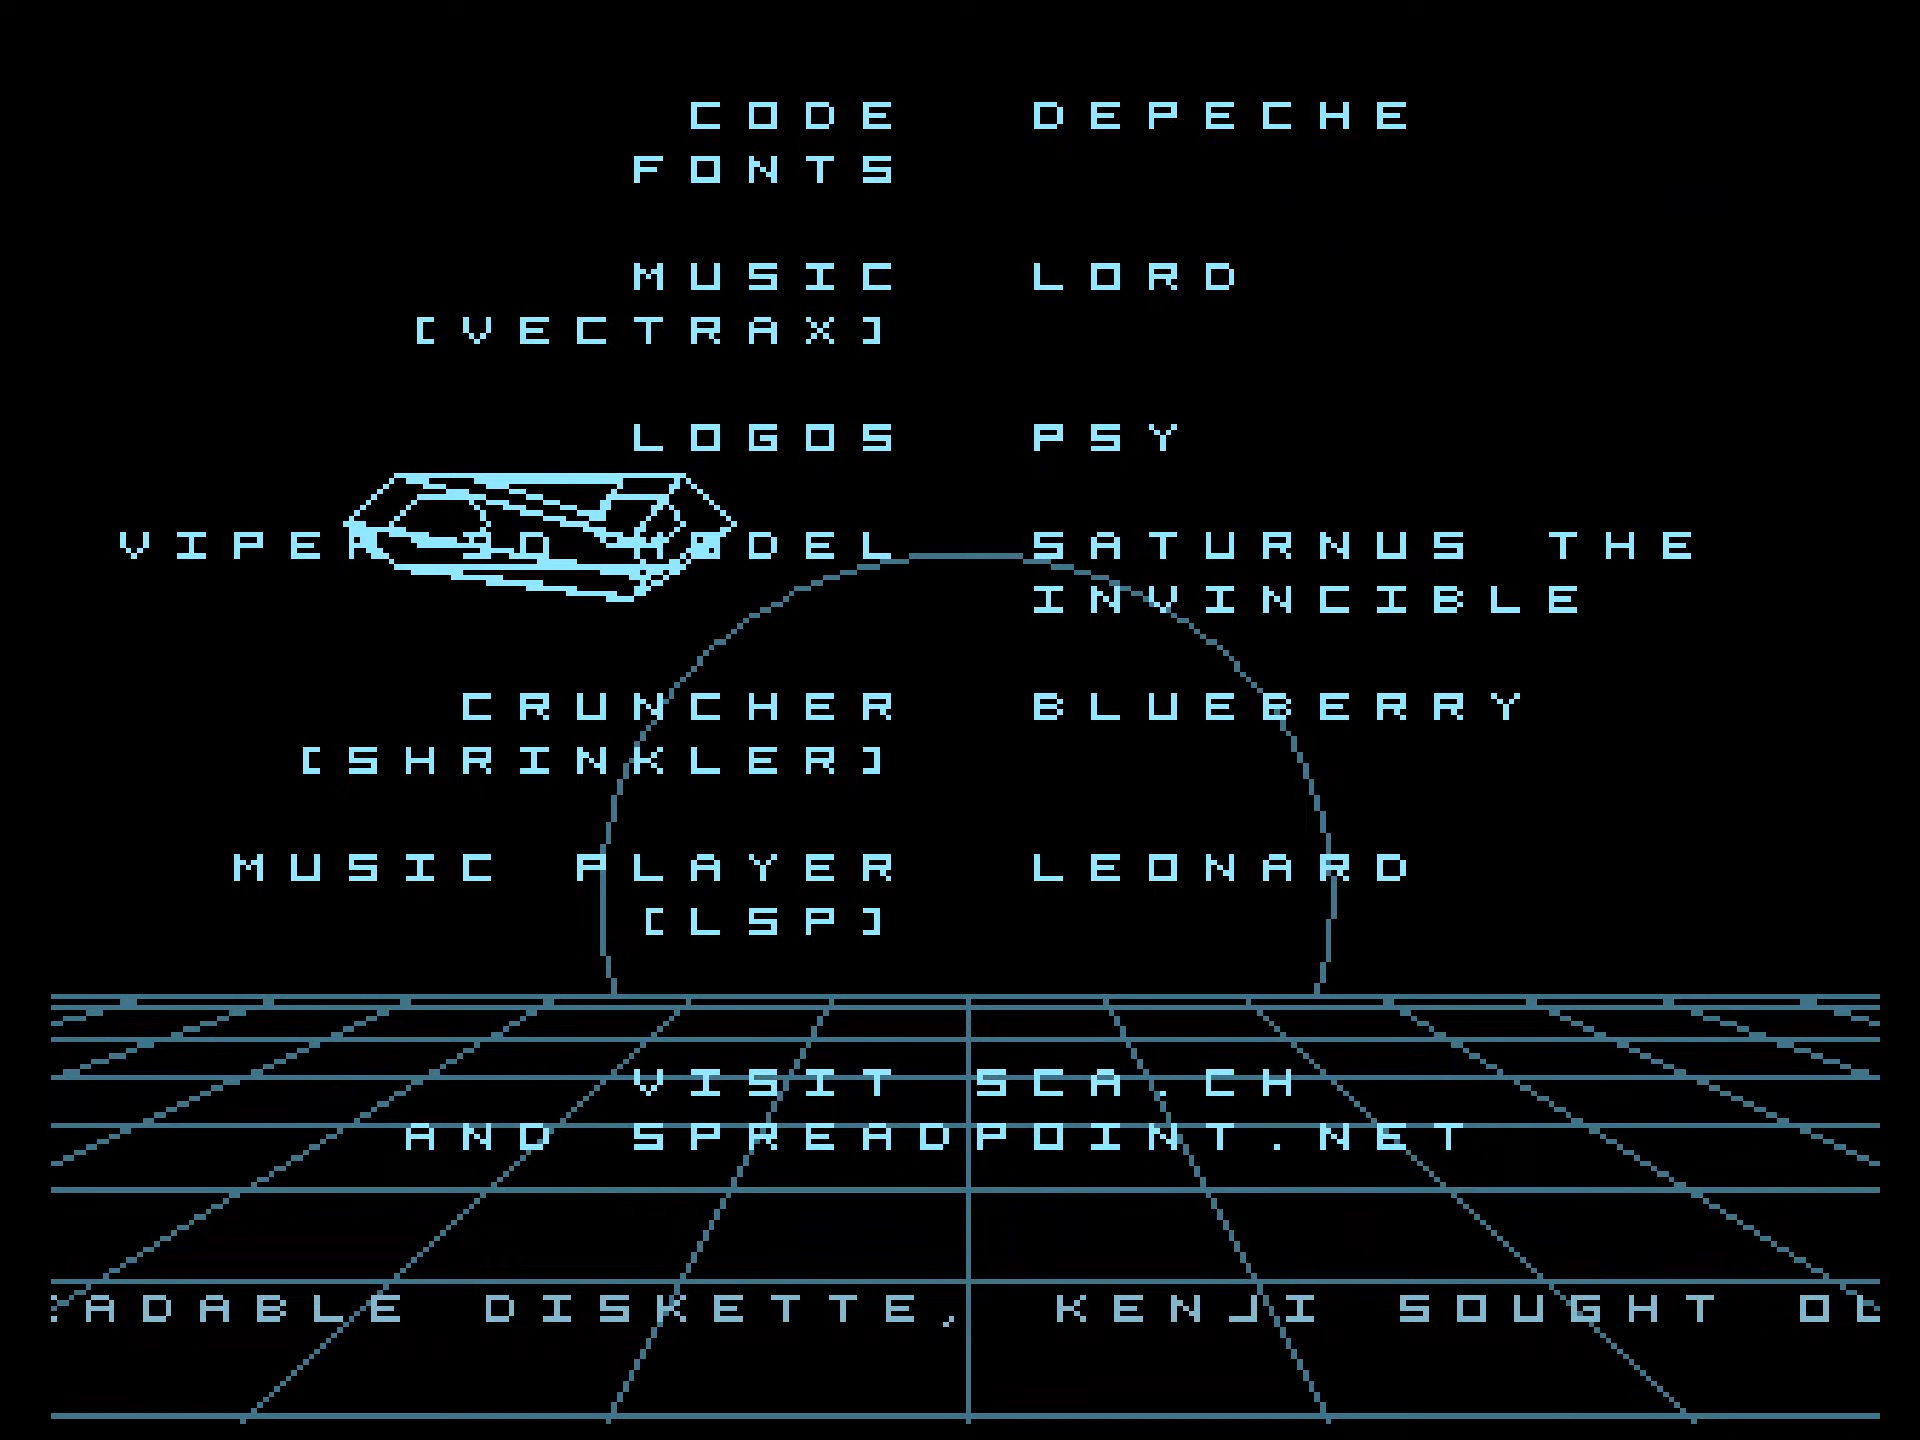 CODE DEPECHE
FONTS
MUSIC LORD
[VECTRAX]
LOGOS PSY
VIPER 3D MODEL SATURNUS THE
INVINCIBLE
CRUNCHER BLUEBERRY
[SHRINKLER]
MUSIC PLAYER LEONARD
[LSP]
VISIT SCA.CH
AND SPREADPOINT.NET
DISKETTE, KENJI SOUGHT